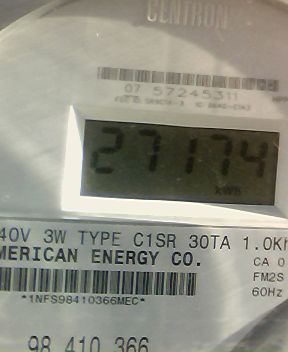 CENTRON
07 57245311
27174
kWh
40V 3W TYPE C1SR 30TA 1.0Kh
MERICAN ENERGY CO.
CA 0
FM2S
60Hz
*1NFS98410366MEC*
98 410 366